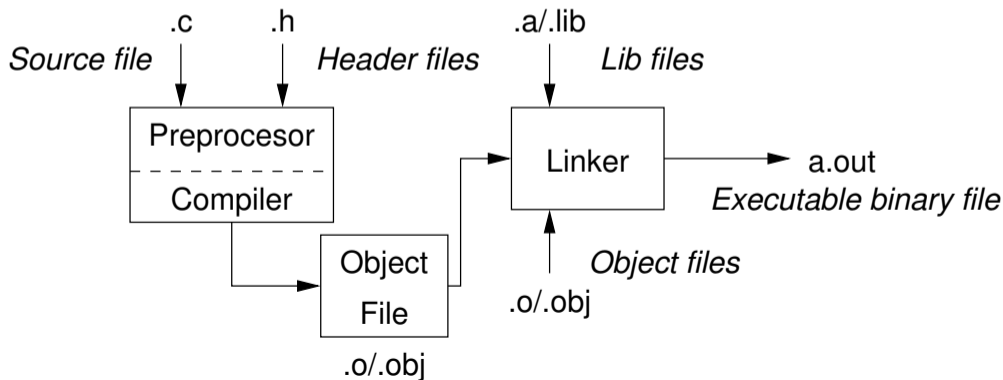 .c .h .a/.lib
Source file Header files Lib files
Preprocesor
Compiler
Linker
a.out
Executable binary file
Object
File
.o/.obj
Object files
.o/.obj